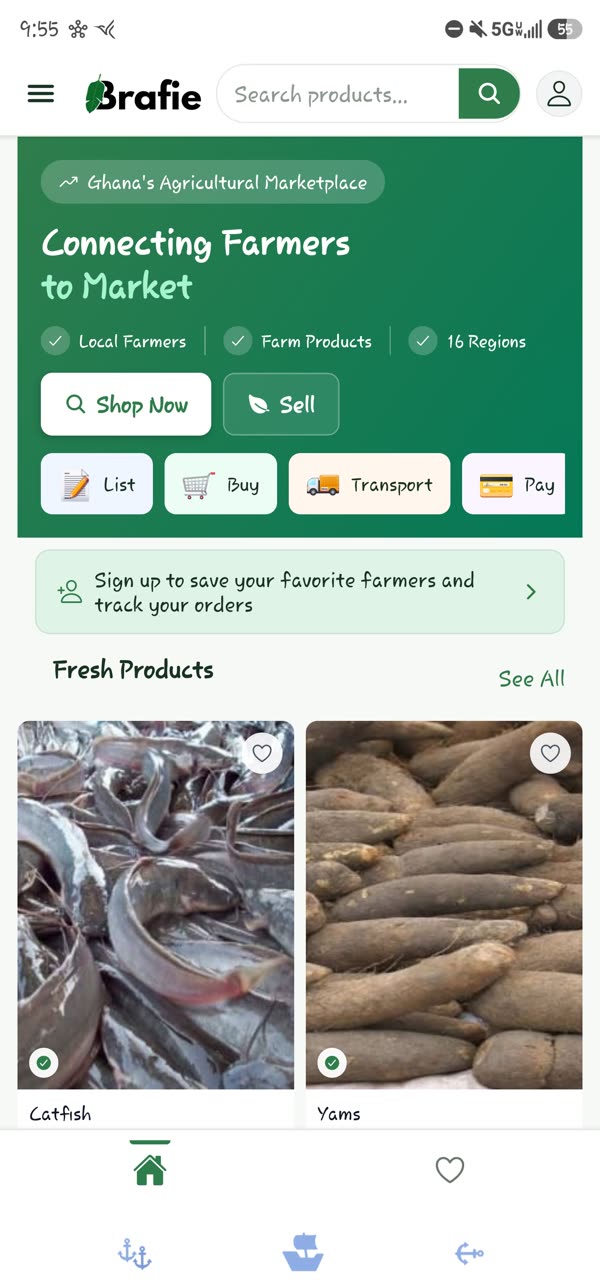 9:55
5G
55
Brafie
Search products...
Ghana's Agricultural Marketplace
Connecting Farmers
to Market
Local Farmers
Farm Products
16 Regions
Shop Now
Sell
List
Buy
Transport
Pay
Sign up to save your favorite farmers and
track your orders
Fresh Products
See All
Catfish
Yams